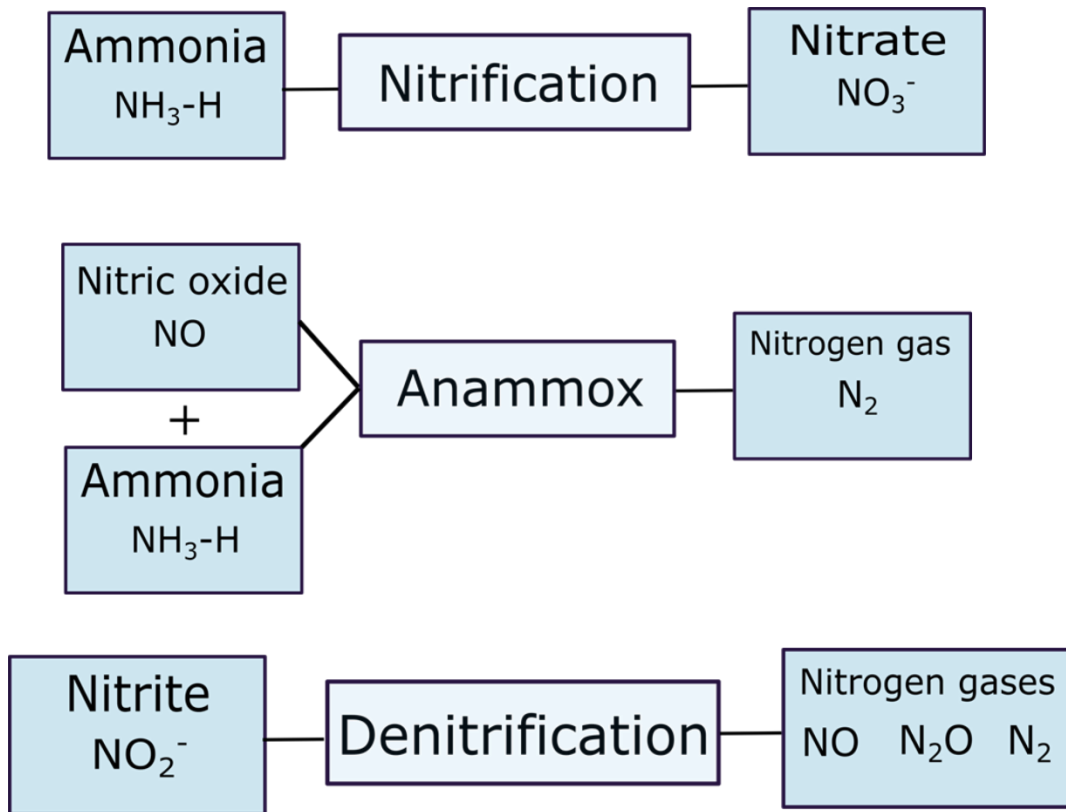 Ammonia
NH₃-H
Nitrification
Nitrate
NO₃⁻
Nitric oxide
NO
+
Ammonia
NH₃-H
Anammox
Nitrogen gas
N₂
Nitrite
NO₂⁻
Denitrification
Nitrogen gases
NO N₂O N₂